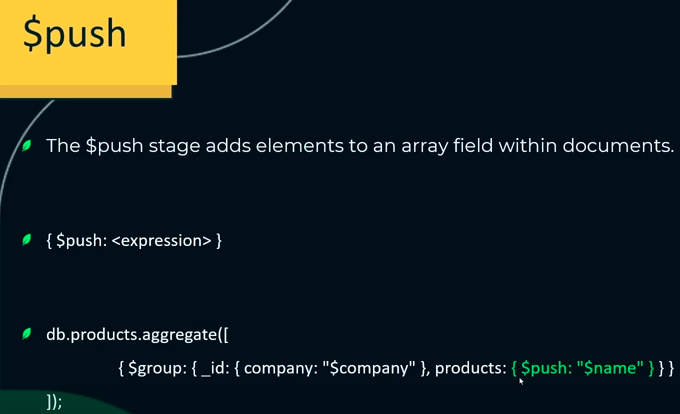 $push
The $push stage adds elements to an array field within documents.
{ $push: <expression> }
db.products.aggregate([
{ $group: { _id: { company: "$company" }, products: { $push: "$name" } } }
]);